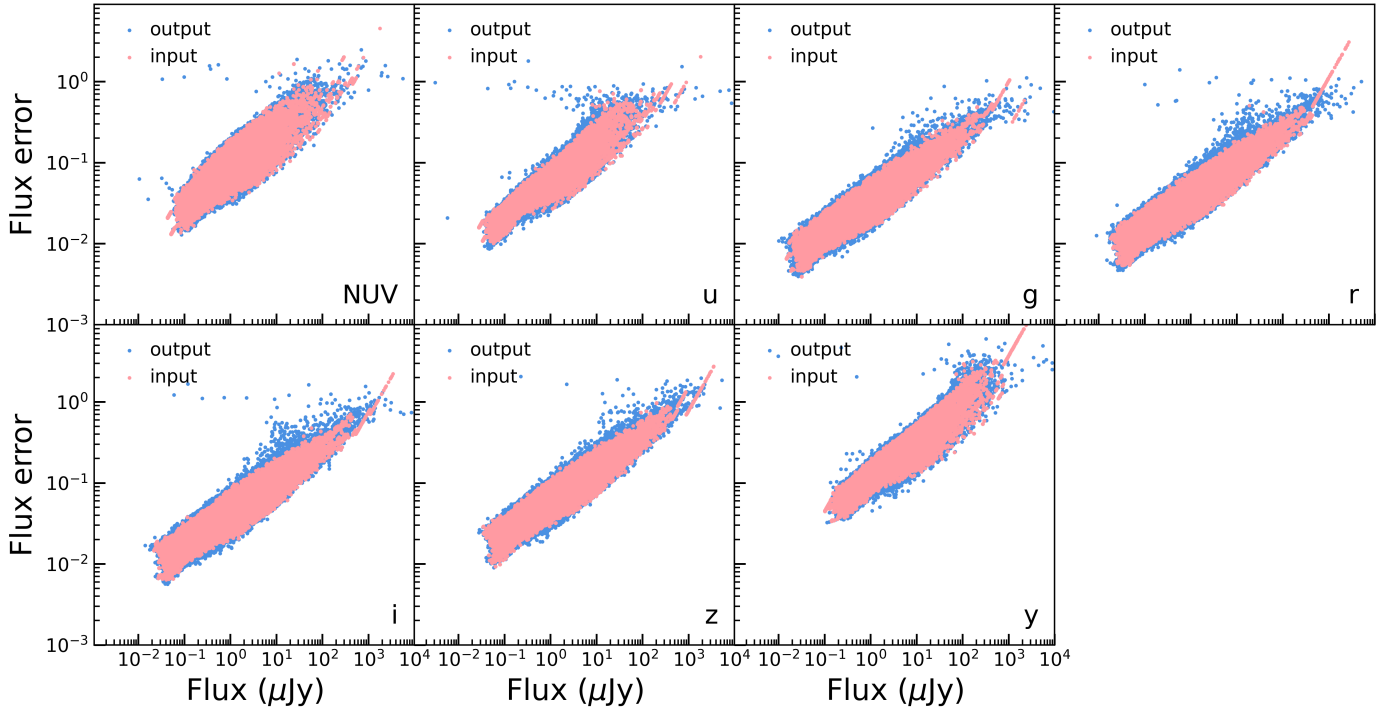 output
input
output
input
output
input
output
input
Flux error
10⁰
10⁻¹
10⁻²
10⁻³
NUV
u
g
r
output
input
output
input
output
input
Flux error
10⁰
10⁻¹
10⁻²
10⁻³
i
z
y
10⁻² 10⁻¹ 10⁰ 10¹ 10² 10³ 10⁴ 10⁻² 10⁻¹ 10⁰ 10¹ 10² 10³ 10⁴ 10⁻² 10⁻¹ 10⁰ 10¹ 10² 10³ 10⁴
Flux (μJy)
Flux (μJy)
Flux (μJy)